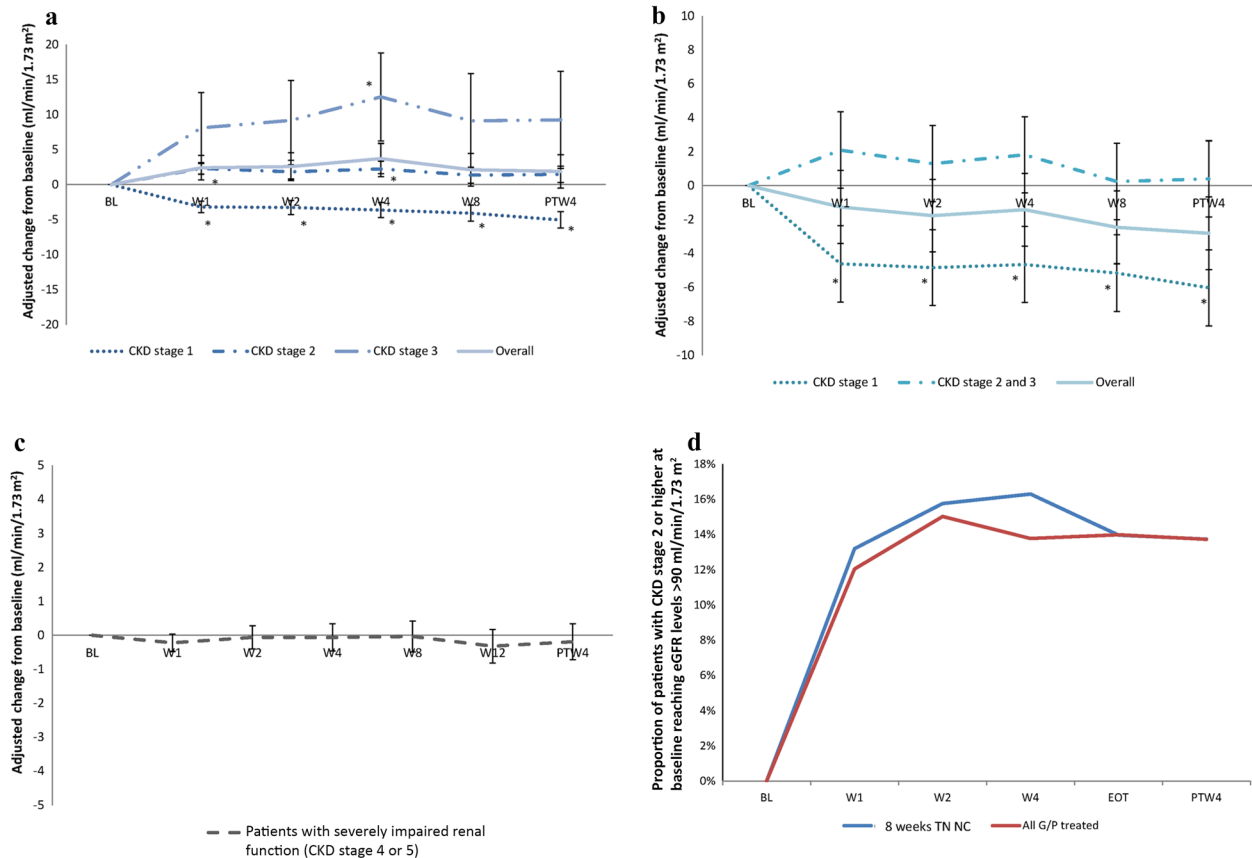 a
Adjusted change from baseline (ml/min/1.73 m²)
20
15
10
5
0
-5
-10
-15
-20
BL
W1
W2
W4
W8
PTW4
*
*
*
*
*
*
*
*
CKD stage 1
CKD stage 2
CKD stage 3
Overall
b
Adjusted change from baseline (ml/min/1.73 m²)
10
8
6
4
2
0
-2
-4
-6
-8
-10
BL
W1
W2
W4
W8
PTW4
*
*
*
*
*
CKD stage 1
CKD stage 2 and 3
Overall
c
Adjusted change from baseline (ml/min/1.73 m²)
5
4
3
2
1
0
-1
-2
-3
-4
-5
BL
W1
W2
W4
W8
W12
PTW4
Patients with severely impaired renal
function (CKD stage 4 or 5)
d
Proportion of patients with CKD stage 2 or higher at
baseline reaching eGFR levels >90 ml/min/1.73 m²
18%
16%
14%
12%
10%
8%
6%
4%
2%
0%
BL
W1
W2
W4
EOT
PTW4
8 weeks TN NC
All G/P treated